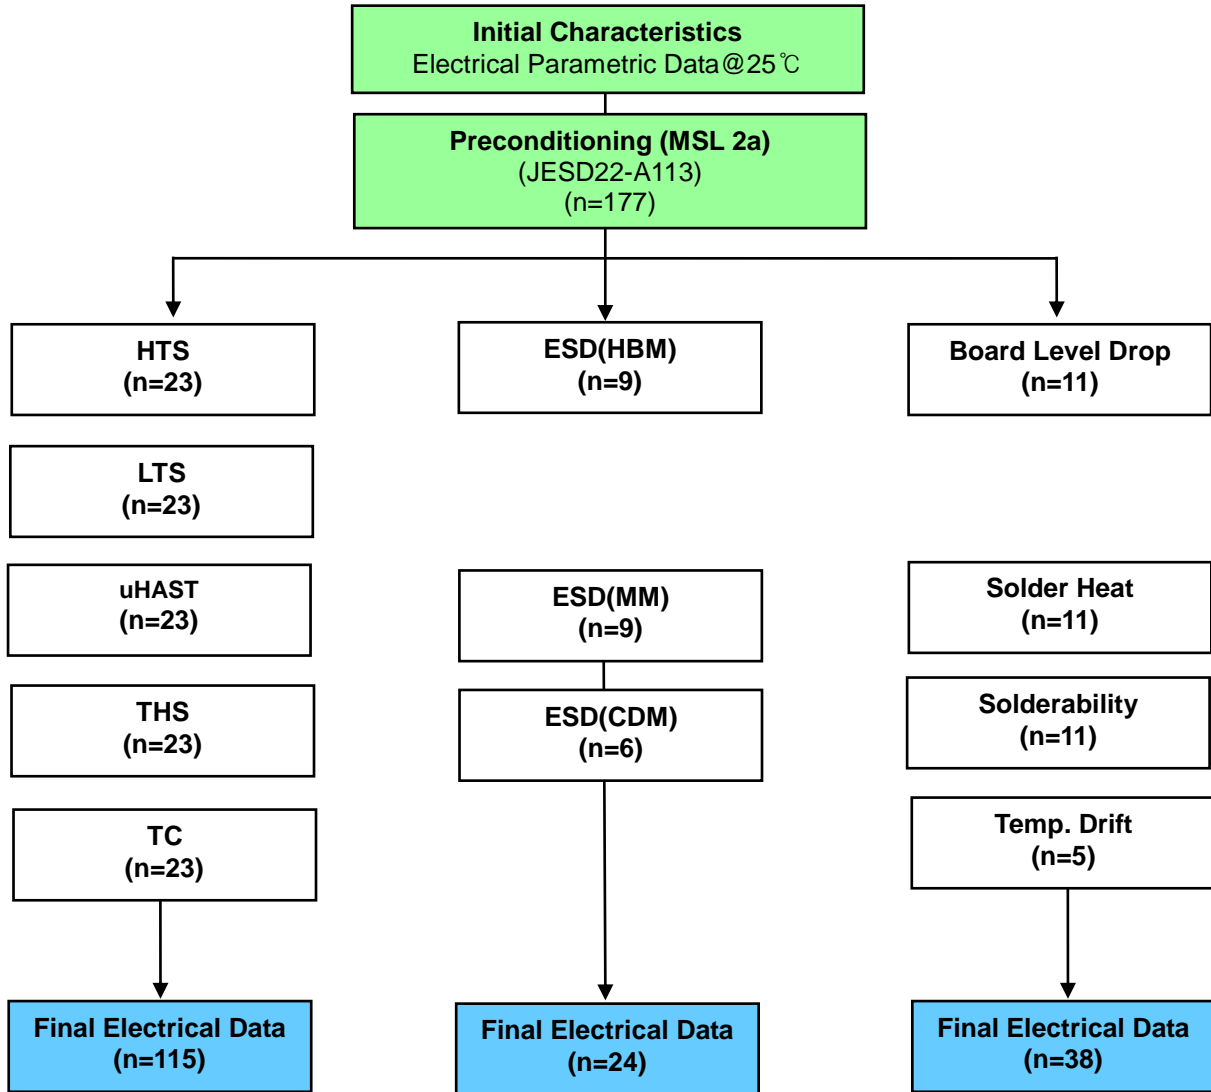 Initial Characteristics
Electrical Parametric Data@25℃
Preconditioning (MSL 2a)
(JESD22-A113)
(n=177)
HTS
(n=23)
LTS
(n=23)
uHAST
(n=23)
THS
(n=23)
TC
(n=23)
Final Electrical Data
(n=115)
ESD(HBM)
(n=9)
ESD(MM)
(n=9)
ESD(CDM)
(n=6)
Final Electrical Data
(n=24)
Board Level Drop
(n=11)
Solder Heat
(n=11)
Solderability
(n=11)
Temp. Drift
(n=5)
Final Electrical Data
(n=38)